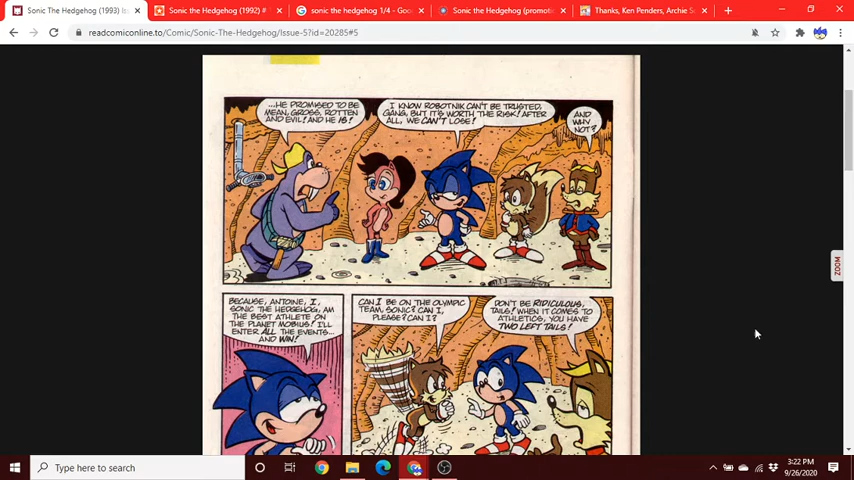 Sonic The Hedgehog (1993) Iss
Sonic the Hedgehog (1992) #
sonic the hedgehog 1/4 - Goo
Sonic the Hedgehog (promotio
Thanks, Ken Penders, Archie S
readcomiconline.to/Comic/Sonic-The-Hedgehog/Issue-5?id=20285#5
...HE PROMISED TO BE
MEAN, GROSS, ROTTEN
AND EVIL! AND HE IS!
I KNOW ROBOTNIK CAN'T BE TRUSTED,
GANG, BUT IT'S WORTH THE RISK! AFTER
ALL, WE CAN'T LOSE!
AND
WHY
NOT?
BECAUSE, ANTOINE, I,
SONIC THE HEDGEHOG, AM
THE BEST ATHLETE ON
THE PLANET MOBIUS! I'LL
ENTER ALL THE EVENTS...
AND WIN!
CAN I BE ON THE OLYMPIC
TEAM, SONIC? CAN I,
PLEASE? CAN I?
DON'T BE RIDICULOUS,
TAILS! WHEN IT COMES TO
ATHLETICS, YOU HAVE
TWO LEFT TAILS!
ZOOM
Type here to search
3:22 PM
9/26/2020